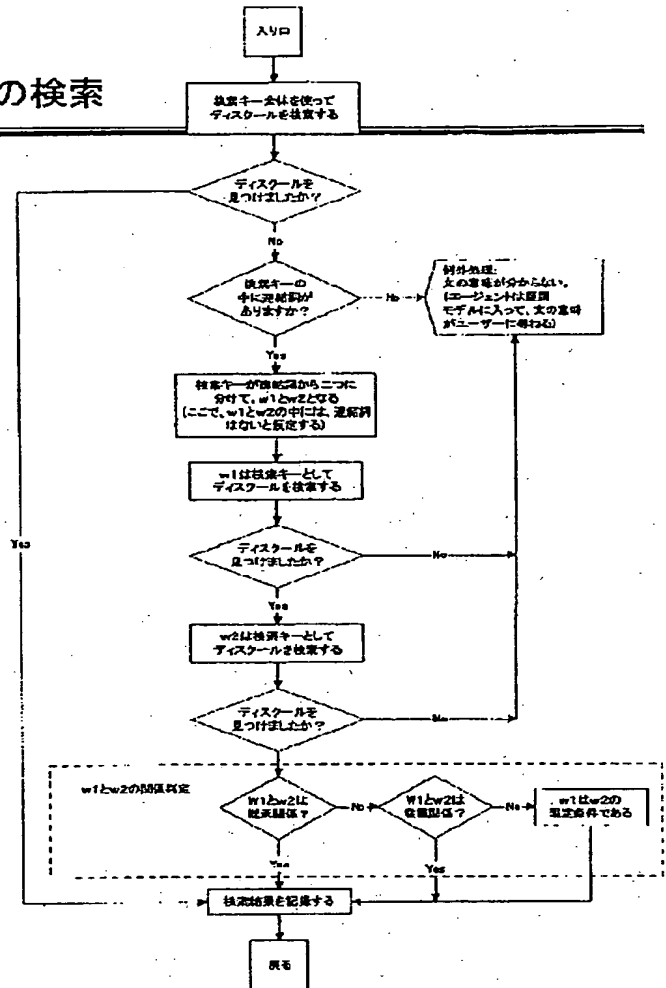 入り口
の検索
検索キー全体を使って
ディスクールを検索する
ディスクールを
見つけましたか？
No
検索キーの
中に連結詞が
ありますか？
No
例外処理:
文の意味が分からない。
(エージェントは
モデルに入って、文の意味
がユーザーに尋ねる)
Yes
検索キーが連結詞から二つに
分けて、w1とw2となる
(ここで、w1とw2の中には、連結詞
はないと仮定する)
w1は検索キーとして
ディスクールを検索する
Yes
ディスクールを
見つけましたか？
No
Yes
w2は検索キーとして
ディスクールを検索する
ディスクールを
見つけましたか？
No
w1とw2の関係判定
W1とw2は
関係？
No
W1とw2は
関係？
No
w1はw2の
限定条件である
Yes
Yes
検索結果を記録する
戻る